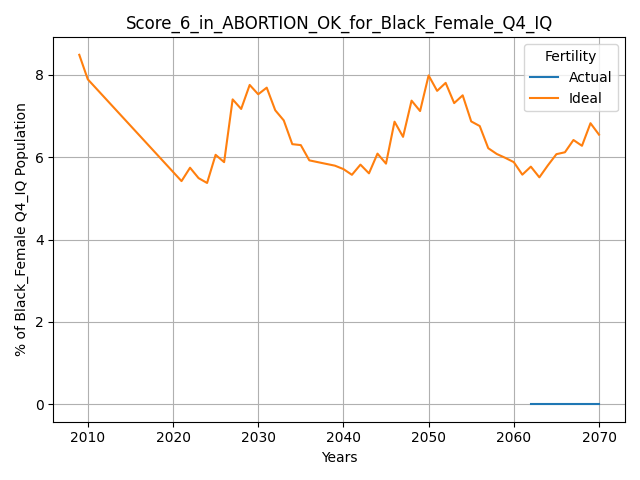 Score_6_in_ABORTION_OK_for_Black_Female_Q4_IQ
Fertility
Actual
Ideal
% of Black_Female Q4_IQ Population
8
6
4
2
0
2010 2020 2030 2040 2050 2060 2070
Years